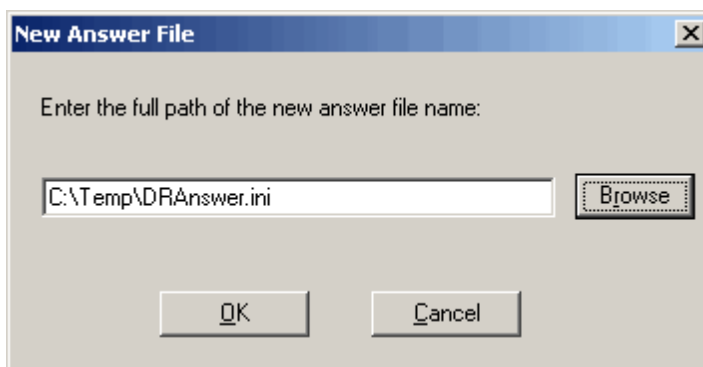 New Answer File
Enter the full path of the new answer file name:
C:\Temp\DRAnswer.ini
Browse
OK
Cancel